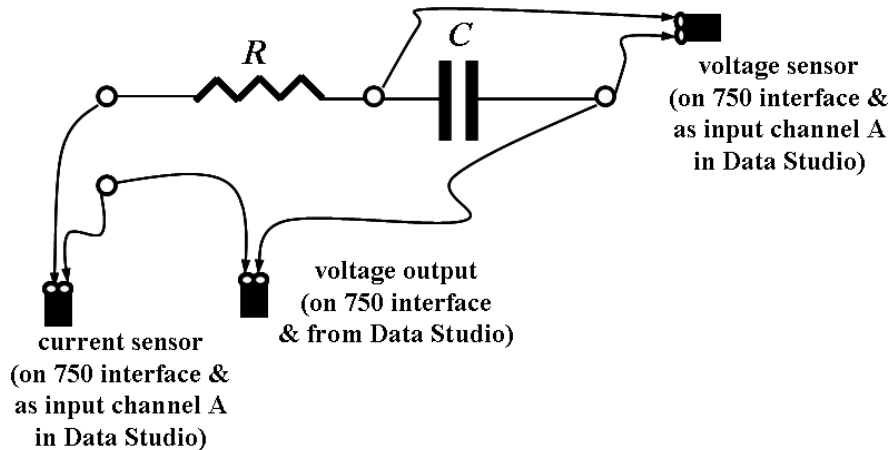 R
C
voltage sensor
(on 750 interface &
as input channel A
in Data Studio)
voltage output
(on 750 interface
& from Data Studio)
current sensor
(on 750 interface &
as input channel A
in Data Studio)